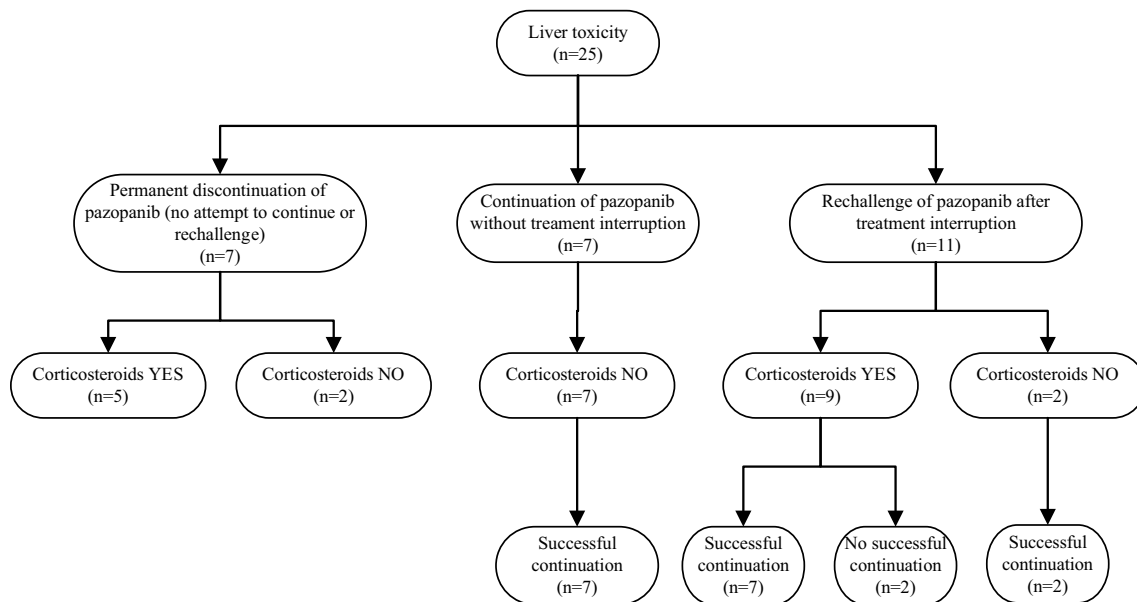 Liver toxicity
(n=25)
Permanent discontinuation of
pazopanib (no attempt to continue or
rechallenge)
(n=7)
Continuation of pazopanib
without treament interruption
(n=7)
Rechallenge of pazopanib after
treatment interruption
(n=11)
Corticosteroids YES
(n=5)
Corticosteroids NO
(n=2)
Corticosteroids NO
(n=7)
Corticosteroids YES
(n=9)
Corticosteroids NO
(n=2)
Successful
continuation
(n=7)
Successful
continuation
(n=7)
No successful
continuation
(n=2)
Successful
continuation
(n=2)